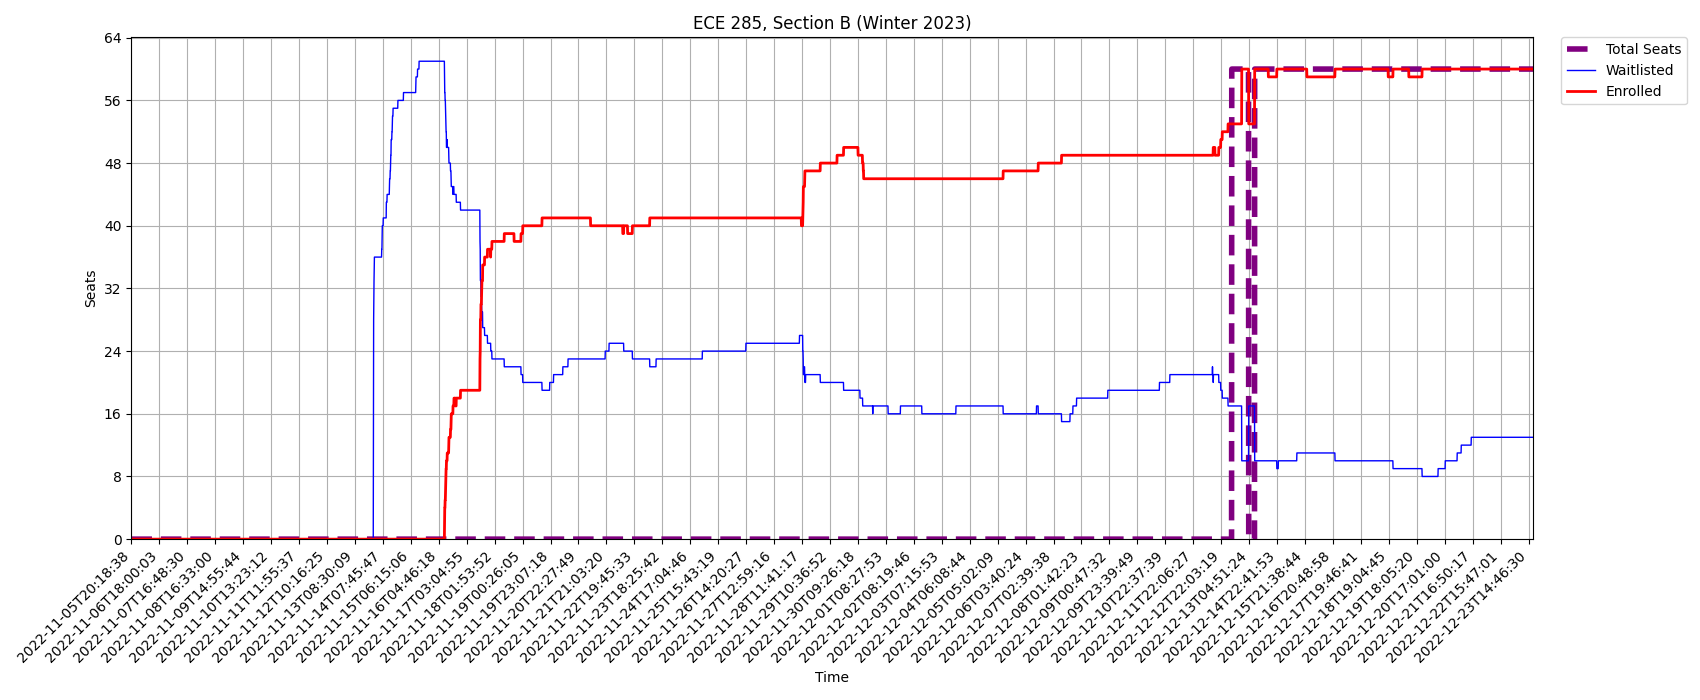 ECE 285, Section B (Winter 2023)
Total Seats
Waitlisted
Enrolled
Seats
64
56
48
40
32
24
16
8
0
2022-11-05T20:18:38
2022-11-06T18:00:03
2022-11-07T16:48:30
2022-11-08T16:33:00
2022-11-09T14:55:44
2022-11-10T13:23:12
2022-11-11T11:55:37
2022-11-12T10:16:25
2022-11-13T08:30:09
2022-11-14T07:45:47
2022-11-15T06:15:06
2022-11-16T04:46:18
2022-11-17T03:04:55
2022-11-18T01:53:52
2022-11-19T00:26:05
2022-11-19T23:07:18
2022-11-20T22:27:49
2022-11-21T21:03:20
2022-11-22T19:45:33
2022-11-23T18:25:42
2022-11-24T17:04:46
2022-11-25T15:43:19
2022-11-26T14:20:27
2022-11-27T12:59:16
2022-11-28T11:41:17
2022-11-29T10:36:52
2022-11-30T09:26:18
2022-12-01T08:27:53
2022-12-02T08:19:46
2022-12-03T07:15:53
2022-12-04T06:08:44
2022-12-05T05:02:09
2022-12-06T03:40:24
2022-12-07T02:39:38
2022-12-08T01:42:23
2022-12-09T00:47:32
2022-12-09T23:39:49
2022-12-10T22:37:39
2022-12-11T22:06:27
2022-12-12T22:03:19
2022-12-13T04:51:24
2022-12-14T22:41:53
2022-12-15T21:38:44
2022-12-16T20:48:58
2022-12-17T19:46:41
2022-12-18T19:04:45
2022-12-19T18:05:20
2022-12-20T17:01:00
2022-12-21T16:50:17
2022-12-22T15:47:01
2022-12-23T14:46:30
Time